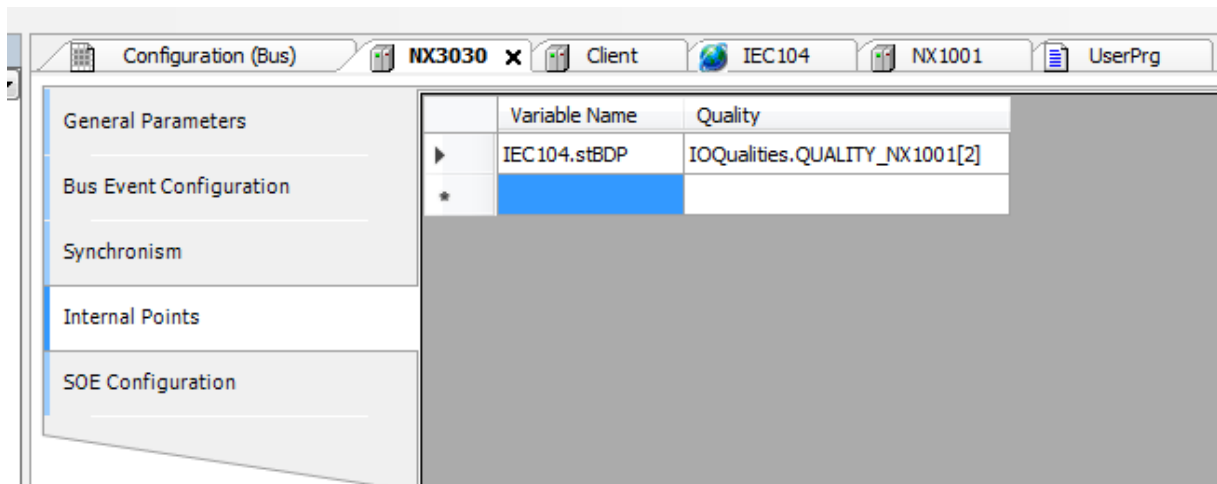 Configuration (Bus) NX3030 Client IEC104 NX1001 UserPrg
General Parameters
Bus Event Configuration
Synchronism
Internal Points
SOE Configuration
Variable Name Quality
IEC104.stBDP IOQualities.QUALITY_NX1001[2]